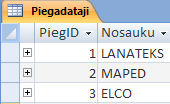 Piegadataji
PiegID Nosauku
1 LANATEKS
2 MAPED
3 ELCO